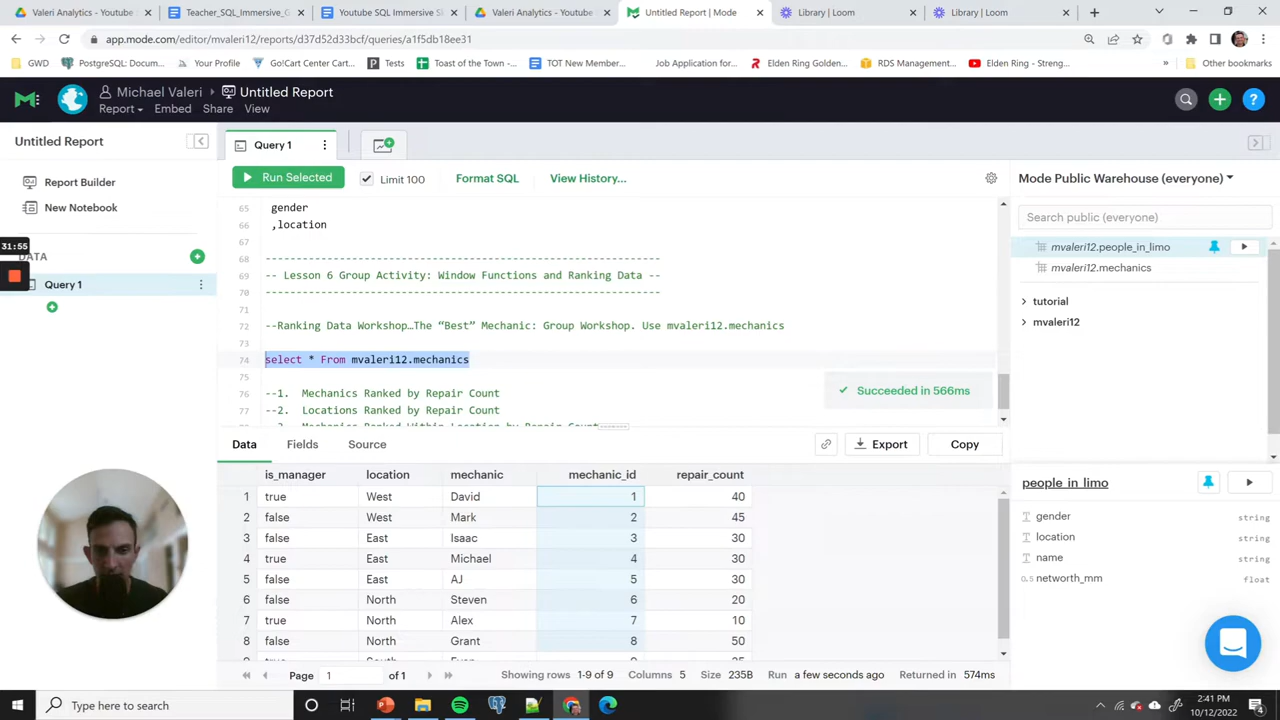 Valeri Analytics - Youtube
Teacher_SQL_Immersive_G
Youtube SQL Immersive Sl
Valeri Analytics - Youtube
Untitled Report | Mode
Library | Loom
Library | Loom
app.mode.com/editor/mvaleri12/reports/d37d52d33bcf/queries/a1f5db18ee31
GWD
PostgreSQL: Docum...
Your Profile
Go!Cart Center Cart...
Tests
Toast of the Town -...
TOT New Member...
Job Application for...
Elden Ring Golden...
RDS Management...
Elden Ring - Streng...
»
Other bookmarks
Michael Valeri
Untitled Report
Report
Embed
Share
View
Untitled Report
Query 1
Run Selected
Limit 100
Format SQL
View History...
Mode Public Warehouse (everyone)
Report Builder
New Notebook
Search public (everyone)
65 gender
66 ,location
67
31:55
DATA
mvaleri12.people_in_limo
mvaleri12.mechanics
68 -----------------------------------------------------------
69 -- Lesson 6 Group Activity: Window Functions and Ranking Data --
70 -----------------------------------------------------------
Query 1
tutorial
mvaleri12
71
72 --Ranking Data Workshop…The “Best” Mechanic: Group Workshop. Use mvaleri12.mechanics
73
74 select * From mvaleri12.mechanics
75
76 --1. Mechanics Ranked by Repair Count
77 --2. Locations Ranked by Repair Count
--3. Mechanics Ranked Within Location by Repair Count
Succeeded in 566ms
Data
Fields
Source
Export
Copy
is_manager location mechanic mechanic_id repair_count
1 true West David 1 40
2 false West Mark 2 45
3 false East Isaac 3 30
4 true East Michael 4 30
5 false East AJ 5 30
6 false North Steven 6 20
7 true North Alex 7 10
8 false North Grant 8 50
people_in_limo
gender string
location string
name string
networth_mm float
Page 1 of 1
Showing rows 1-9 of 9
Columns 5
Size 235B
Run a few seconds ago
Returned in 574ms
Type here to search
2:41 PM
10/12/2022
4